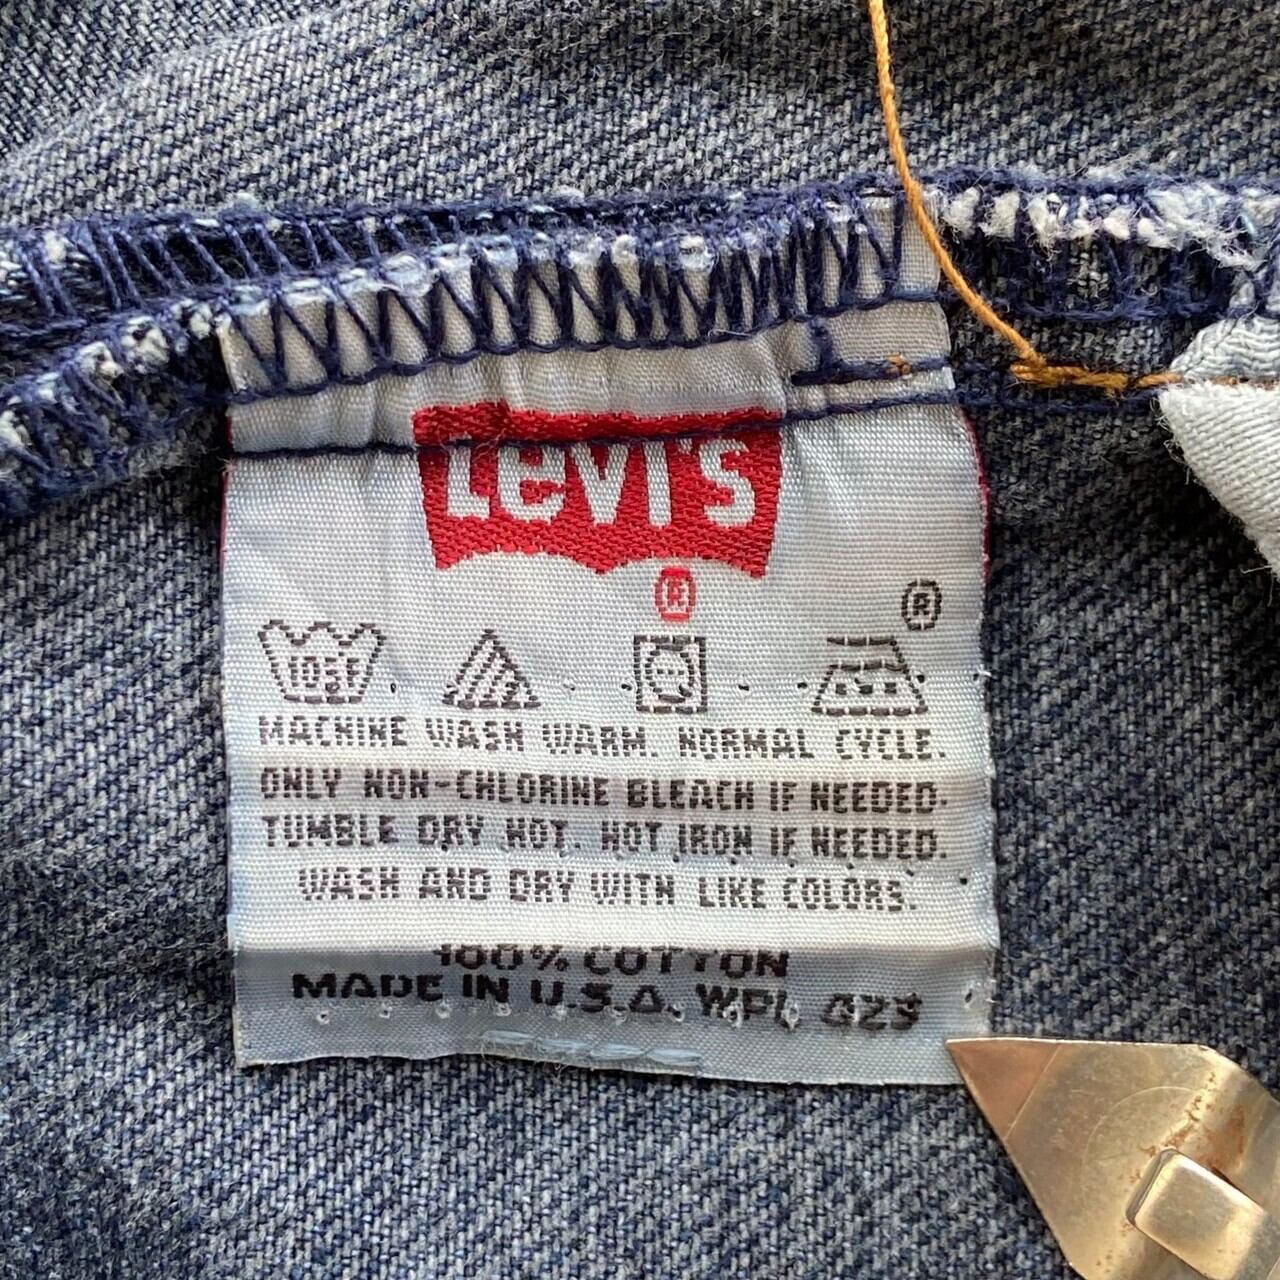 Levi's
®
®
105F
MACHINE WASH WARM. NORMAL CYCLE.
ONLY NON-CHLORINE BLEACH IF NEEDED.
TUMBLE DRY HOT. HOT IRON IF NEEDED.
WASH AND DRY WITH LIKE COLORS.
100% COTTON
MADE IN U.S.A. WPL 423